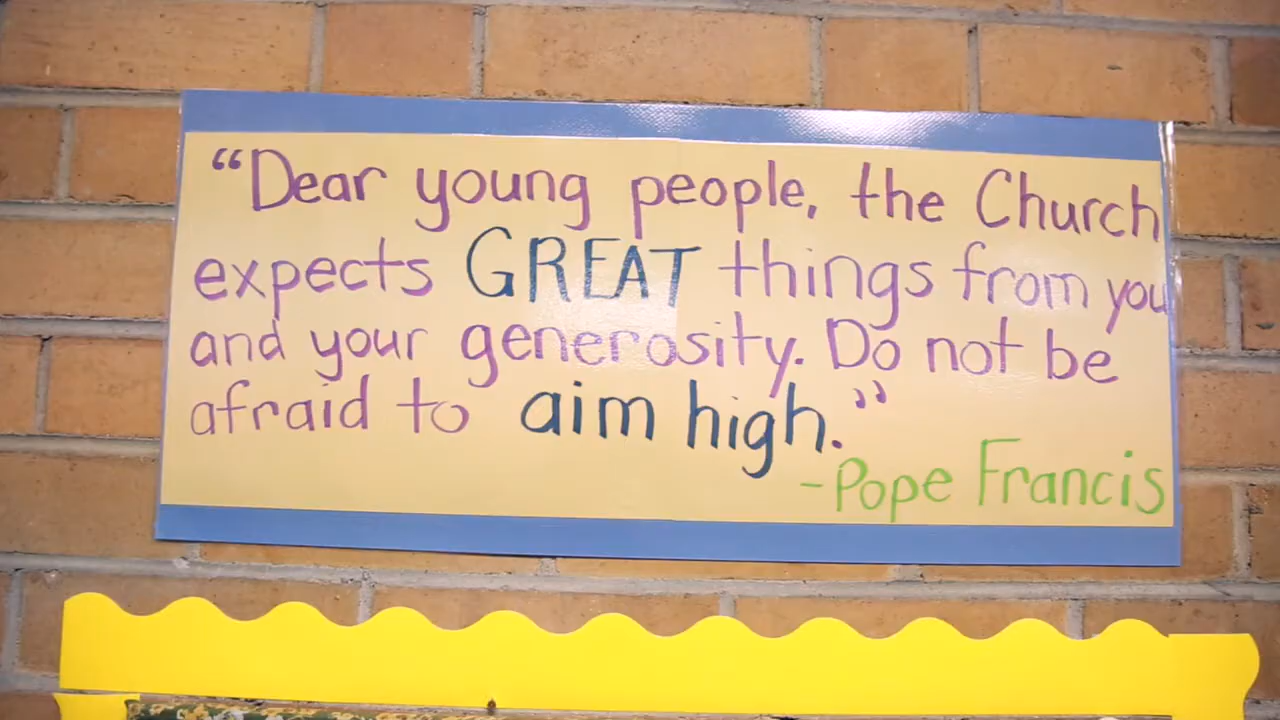 “Dear young people, the Church
expects GREAT things from you
and your generosity. Do not be
afraid to aim high.”
-Pope Francis